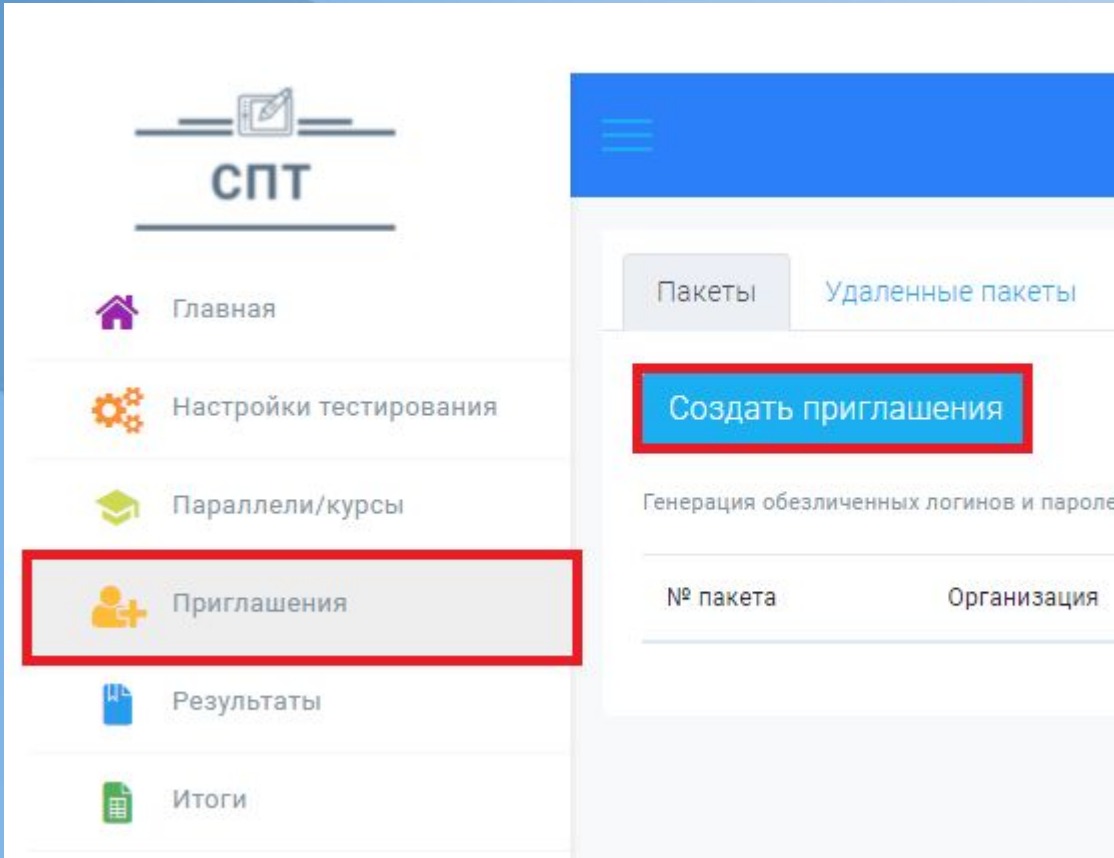 СПТ
Главная
Настройки тестирования
Параллели/курсы
Приглашения
Результаты
Итоги
Пакеты
Удаленные пакеты
Создать приглашения
Генерация обезличенных логинов и пароле
№ пакета
Организация